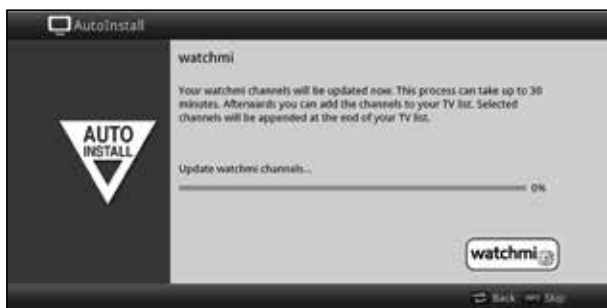 AutoInstall
watchmi
Your watchmi channels will be updated now. This process can take up to 30
minutes. Afterwards you can add the channels to your TV list. Selected
channels will be appended at the end of your TV list.
AUTO
INSTALL
Update watchmi channels...
0%
watchmi
Back Skip